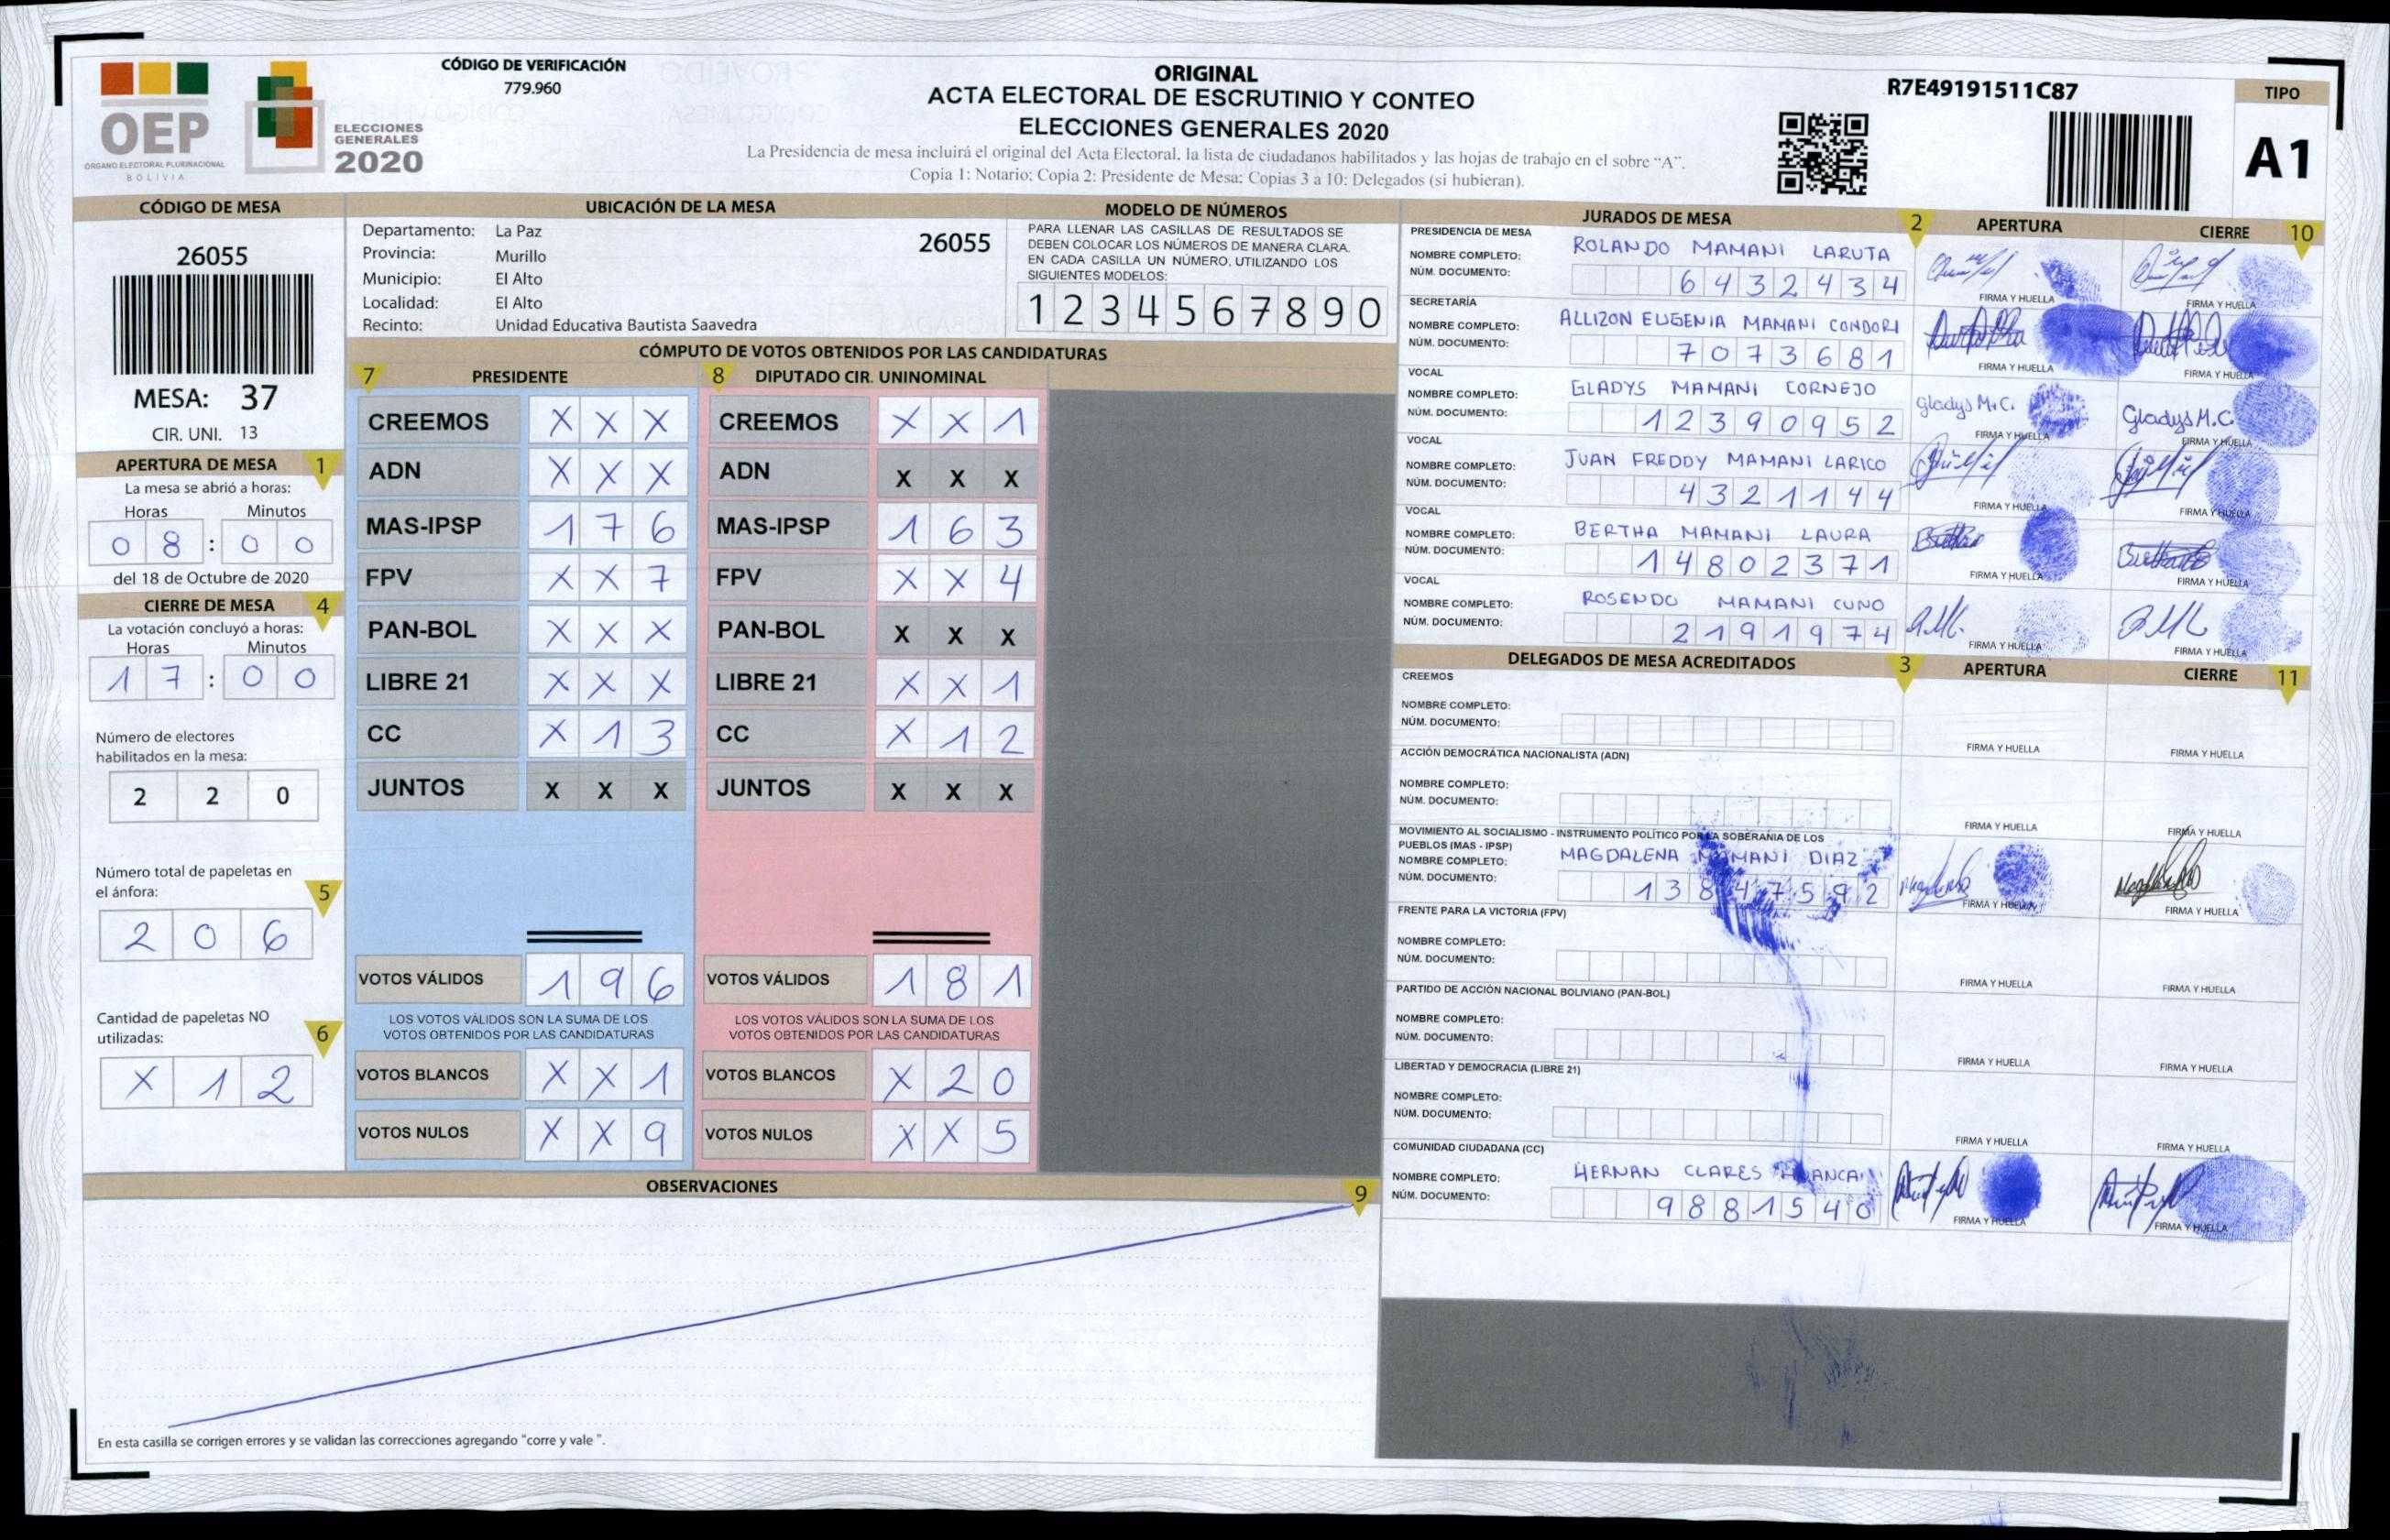 CÓDIGO DE VERIFICACIÓN
779.960
OEP
ÓRGANO ELECTORAL PLURINACIONAL
BOLIVIA
ELECCIONES
GENERALES
2020
ORIGINAL
ACTA ELECTORAL DE ESCRUTINIO Y CONTEO
ELECCIONES GENERALES 2020
La Presidencia de mesa incluirá el original del Acta Electoral, la lista de ciudadanos habilitados y las hojas de trabajo en el sobre “A”.
Copia 1: Notario; Copia 2: Presidente de Mesa; Copias 3 a 10: Delegados (si hubieran).
R7E49191511C87
TIPO
A1
CÓDIGO DE MESA
26055
MESA: 37
CIR. UNI. 13
APERTURA DE MESA 1
La mesa se abrió a horas:
Horas Minutos
0 8 : 0 0
del 18 de Octubre de 2020
CIERRE DE MESA 4
La votación concluyó a horas:
Horas Minutos
1 7 : 0 0
Número de electores
habilitados en la mesa:
2 2 0
Número total de papeletas en
el ánfora: 5
2 0 6
Cantidad de papeletas NO
utilizadas: 6
X 1 2
UBICACIÓN DE LA MESA
Departamento: La Paz
26055
Provincia: Murillo
Municipio: El Alto
Localidad: El Alto
Recinto: Unidad Educativa Bautista Saavedra
MODELO DE NÚMEROS
PARA LLENAR LAS CASILLAS DE RESULTADOS SE
DEBEN COLOCAR LOS NÚMEROS DE MANERA CLARA.
EN CADA CASILLA UN NÚMERO, UTILIZANDO LOS
SIGUIENTES MODELOS:
1 2 3 4 5 6 7 8 9 0
CÓMPUTO DE VOTOS OBTENIDOS POR LAS CANDIDATURAS
7 PRESIDENTE 8 DIPUTADO CIR. UNINOMINAL
CREEMOS X X X CREEMOS X X 1
ADN X X X ADN X X X
MAS-IPSP 1 7 6 MAS-IPSP 1 6 3
FPV X X 7 FPV X X 4
PAN-BOL X X X PAN-BOL X X X
LIBRE 21 X X X LIBRE 21 X X 1
CC X 1 3 CC X 1 2
JUNTOS X X X JUNTOS X X X
VOTOS VÁLIDOS 1 9 6 VOTOS VÁLIDOS 1 8 1
LOS VOTOS VÁLIDOS SON LA SUMA DE LOS LOS VOTOS VÁLIDOS SON LA SUMA DE LOS
VOTOS OBTENIDOS POR LAS CANDIDATURAS VOTOS OBTENIDOS POR LAS CANDIDATURAS
VOTOS BLANCOS X X 1 VOTOS BLANCOS X 2 0
VOTOS NULOS X X 9 VOTOS NULOS X X 5
OBSERVACIONES 9
En esta casilla se corrigen errores y se validan las correcciones agregando "corre y vale ".
JURADOS DE MESA 2 APERTURA CIERRE 10
PRESIDENCIA DE MESA
NOMBRE COMPLETO: ROLANDO MAMANI LARUTA
NÚM. DOCUMENTO: 6432434
FIRMA Y HUELLA FIRMA Y HUELLA
SECRETARÍA
NOMBRE COMPLETO: ALLIZON EUGENIA MAMANI CONDORI
NÚM. DOCUMENTO: 7073681
FIRMA Y HUELLA FIRMA Y HUELLA
VOCAL
NOMBRE COMPLETO: GLADYS MAMANI CORNEJO
NÚM. DOCUMENTO: 12390952
Gladys M.C. Gladys M.C.
FIRMA Y HUELLA FIRMA Y HUELLA
VOCAL
NOMBRE COMPLETO: JUAN FREDDY MAMANI LARICO
NÚM. DOCUMENTO: 4321144
FIRMA Y HUELLA FIRMA Y HUELLA
VOCAL
NOMBRE COMPLETO: BERTHA MAMANI LAURA
NÚM. DOCUMENTO: 14802371
FIRMA Y HUELLA FIRMA Y HUELLA
VOCAL
NOMBRE COMPLETO: ROSENDO MAMANI CUNO
NÚM. DOCUMENTO: 2191974
FIRMA Y HUELLA FIRMA Y HUELLA
DELEGADOS DE MESA ACREDITADOS 3 APERTURA CIERRE 11
CREEMOS
NOMBRE COMPLETO:
NÚM. DOCUMENTO:
FIRMA Y HUELLA FIRMA Y HUELLA
ACCIÓN DEMOCRÁTICA NACIONALISTA (ADN)
NOMBRE COMPLETO:
NÚM. DOCUMENTO:
FIRMA Y HUELLA FIRMA Y HUELLA
MOVIMIENTO AL SOCIALISMO - INSTRUMENTO POLÍTICO POR LA SOBERANÍA DE LOS
PUEBLOS (MAS - IPSP)
NOMBRE COMPLETO: MAGDALENA MAMANI DIAZ
NÚM. DOCUMENTO: 13847592
FIRMA Y HUELLA FIRMA Y HUELLA
FRENTE PARA LA VICTORIA (FPV)
NOMBRE COMPLETO:
NÚM. DOCUMENTO:
FIRMA Y HUELLA FIRMA Y HUELLA
PARTIDO DE ACCIÓN NACIONAL BOLIVIANO (PAN-BOL)
NOMBRE COMPLETO:
NÚM. DOCUMENTO:
FIRMA Y HUELLA FIRMA Y HUELLA
LIBERTAD Y DEMOCRACIA (LIBRE 21)
NOMBRE COMPLETO:
NÚM. DOCUMENTO:
FIRMA Y HUELLA FIRMA Y HUELLA
COMUNIDAD CIUDADANA (CC)
NOMBRE COMPLETO: HERNAN CLARES HUANCA
NÚM. DOCUMENTO: 9881540
FIRMA Y HUELLA FIRMA Y HUELLA